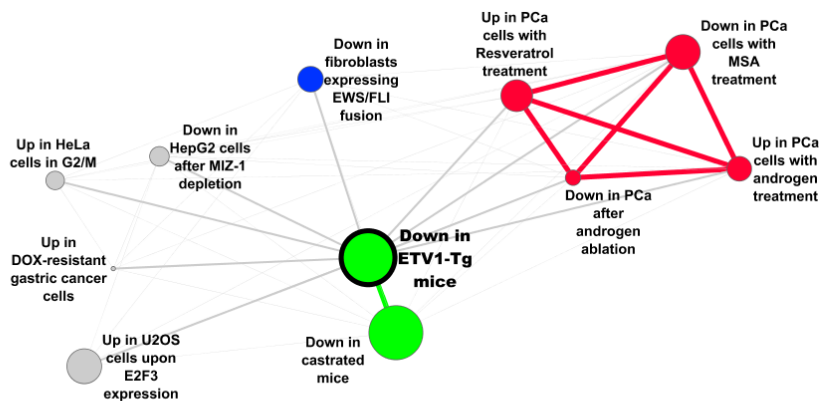 Up in PCa
cells with
Resveratrol
treatment
Down in PCa
cells with
MSA
treatment
Down in
fibroblasts
expressing
EWS/FLI
fusion
Up in HeLa
cells in G2/M
Down in
HepG2 cells
after MIZ-1
depletion
Up in PCa
cells with
androgen
treatment
Down in PCa
after
androgen
ablation
Up in
DOX-resistant
gastric cancer
cells
Down in
ETV1-Tg
mice
Up in U2OS
cells upon
E2F3
expression
Down in
castrated
mice